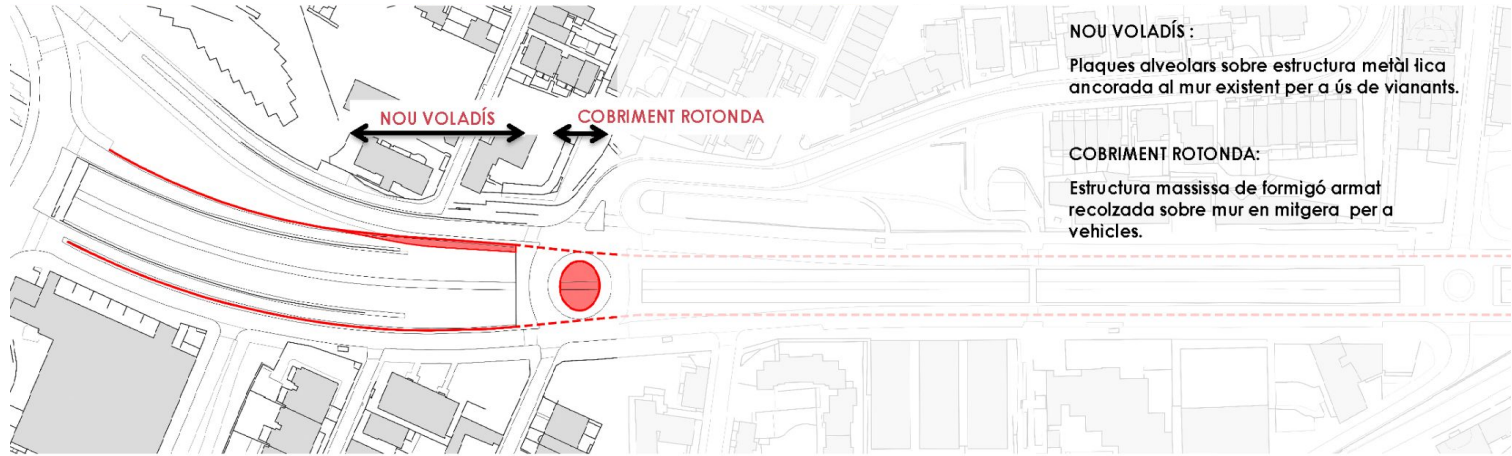 NOU VOLADÍS
COBRIMENT ROTONDA
NOU VOLADÍS :
Plaques alveolars sobre estructura metàl·lica
ancorada al mur existent per a ús de vianants.
COBRIMENT ROTONDA:
Estructura massissa de formigó armat
recolzada sobre mur en mitgera per a
vehicles.